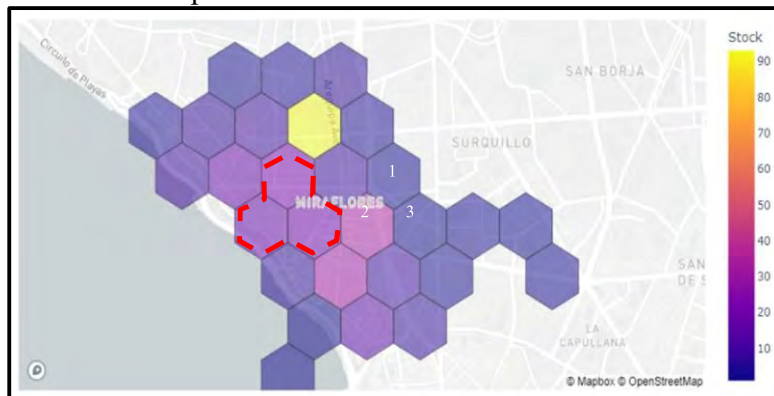 Stock
90
80
70
60
50
40
30
20
10
Circuito de Playas
SAN BORJA
SURQUILLO
1
MIRAFLORES
2
3
SAN
DE S
LA
CAPULLANA
© Mapbox © OpenStreetMap